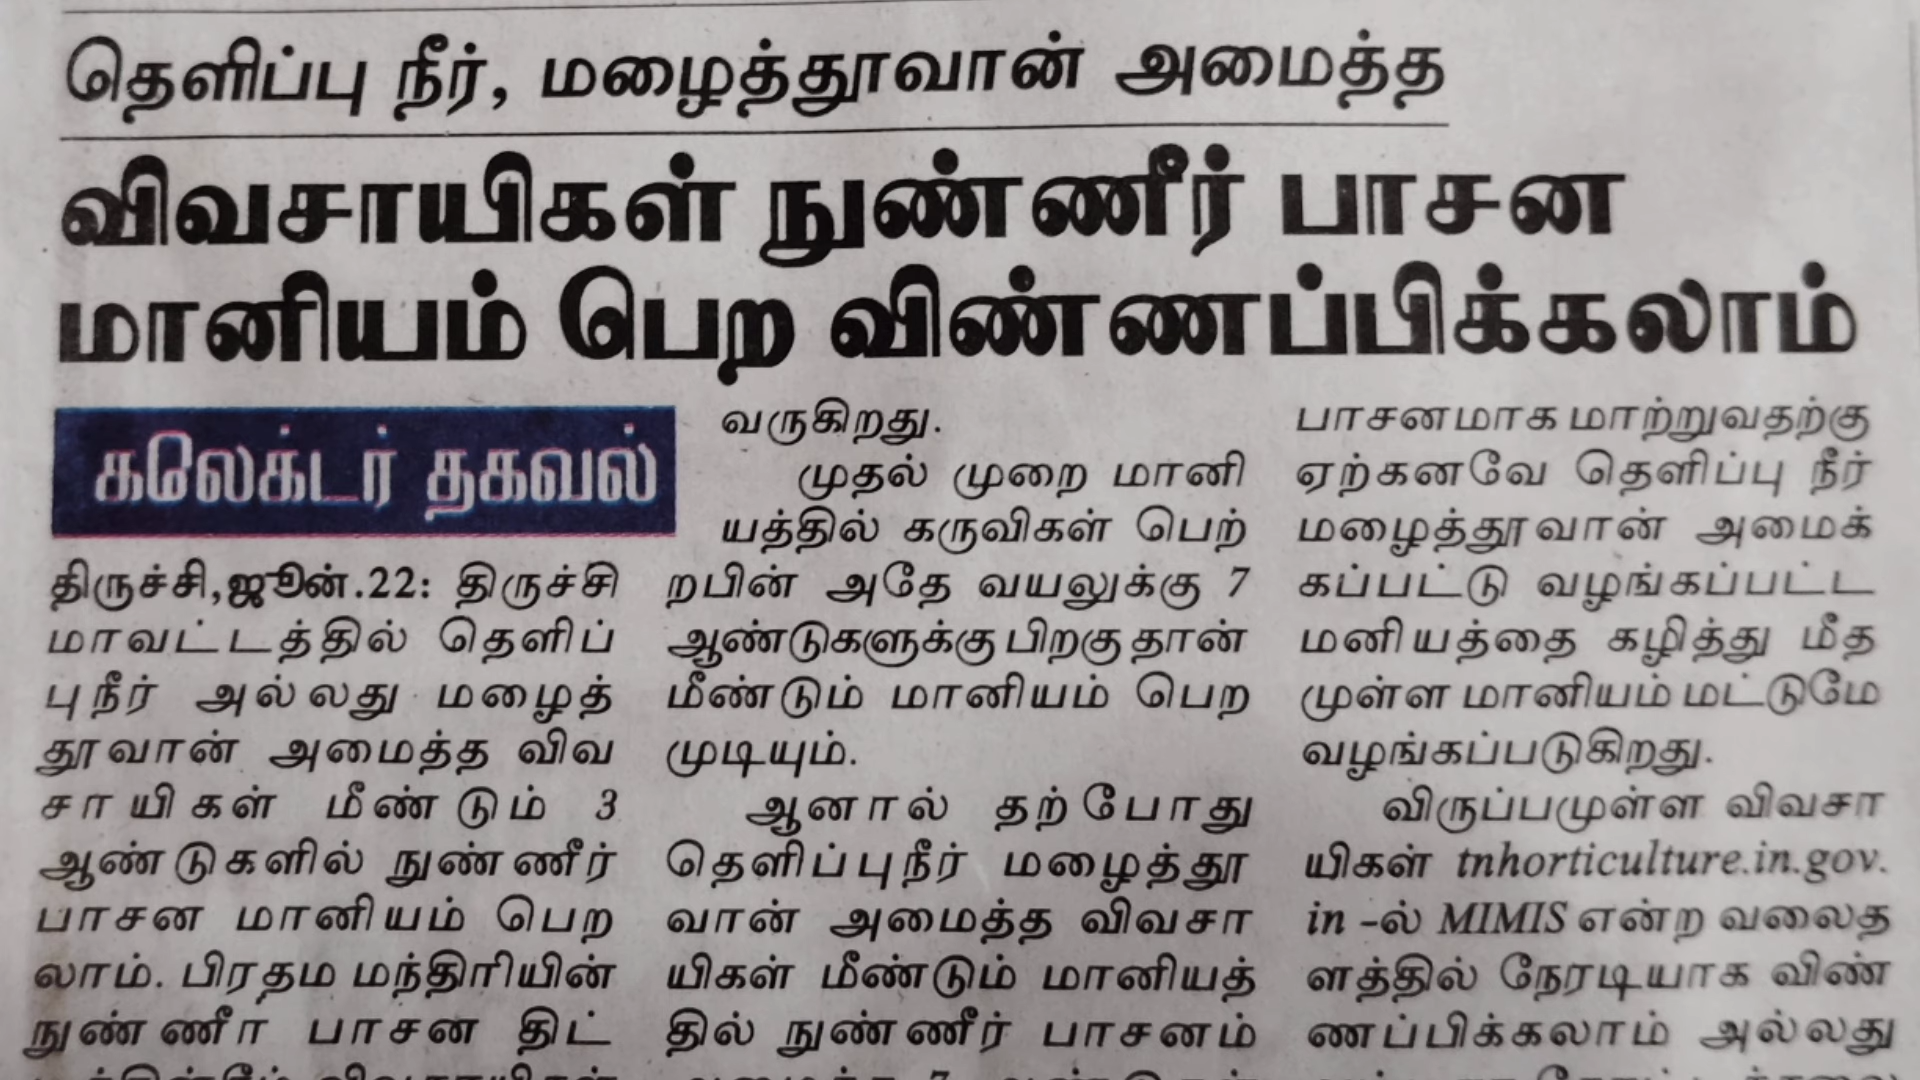 தெளிப்பு நீர், மழைத்தூவான் அமைத்த
விவசாயிகள் நுண்ணீர் பாசன
மானியம் பெற விண்ணப்பிக்கலாம்
கலெக்டர் தகவல்
திருச்சி,ஜூன்.22: திருச்சி
மாவட்டத்தில் தெளிப்
புநீர் அல்லது மழைத்
தூவான் அமைத்த விவ
சாயிகள் மீண்டும் 3
ஆண்டுகளில் நுண்ணீர்
பாசன மானியம் பெற
லாம். பிரதம மந்திரியின்
நுண்ணீர் பாசன திட்
வருகிறது.
முதல் முறை மானி
யத்தில் கருவிகள் பெற்
றபின் அதே வயலுக்கு 7
ஆண்டுகளுக்கு பிறகு தான்
மீண்டும் மானியம் பெற
முடியும்.
ஆனால் தற்போது
தெளிப்புநீர் மழைத்தூ
வான் அமைத்த விவசா
யிகள் மீண்டும் மானியத்
தில் நுண்ணீர் பாசனம்
பாசனமாக மாற்றுவதற்கு
ஏற்கனவே தெளிப்பு நீர்
மழைத்தூவான் அமைக்
கப்பட்டு வழங்கப்பட்ட
மனியத்தை கழித்து மீத
முள்ள மானியம் மட்டுமே
வழங்கப்படுகிறது.
விருப்பமுள்ள விவசா
யிகள் tnhorticulture.in.gov.
in -ல் MIMIS என்ற வலைத
ளத்தில் நேரடியாக விண்
ணப்பிக்கலாம் அல்லது